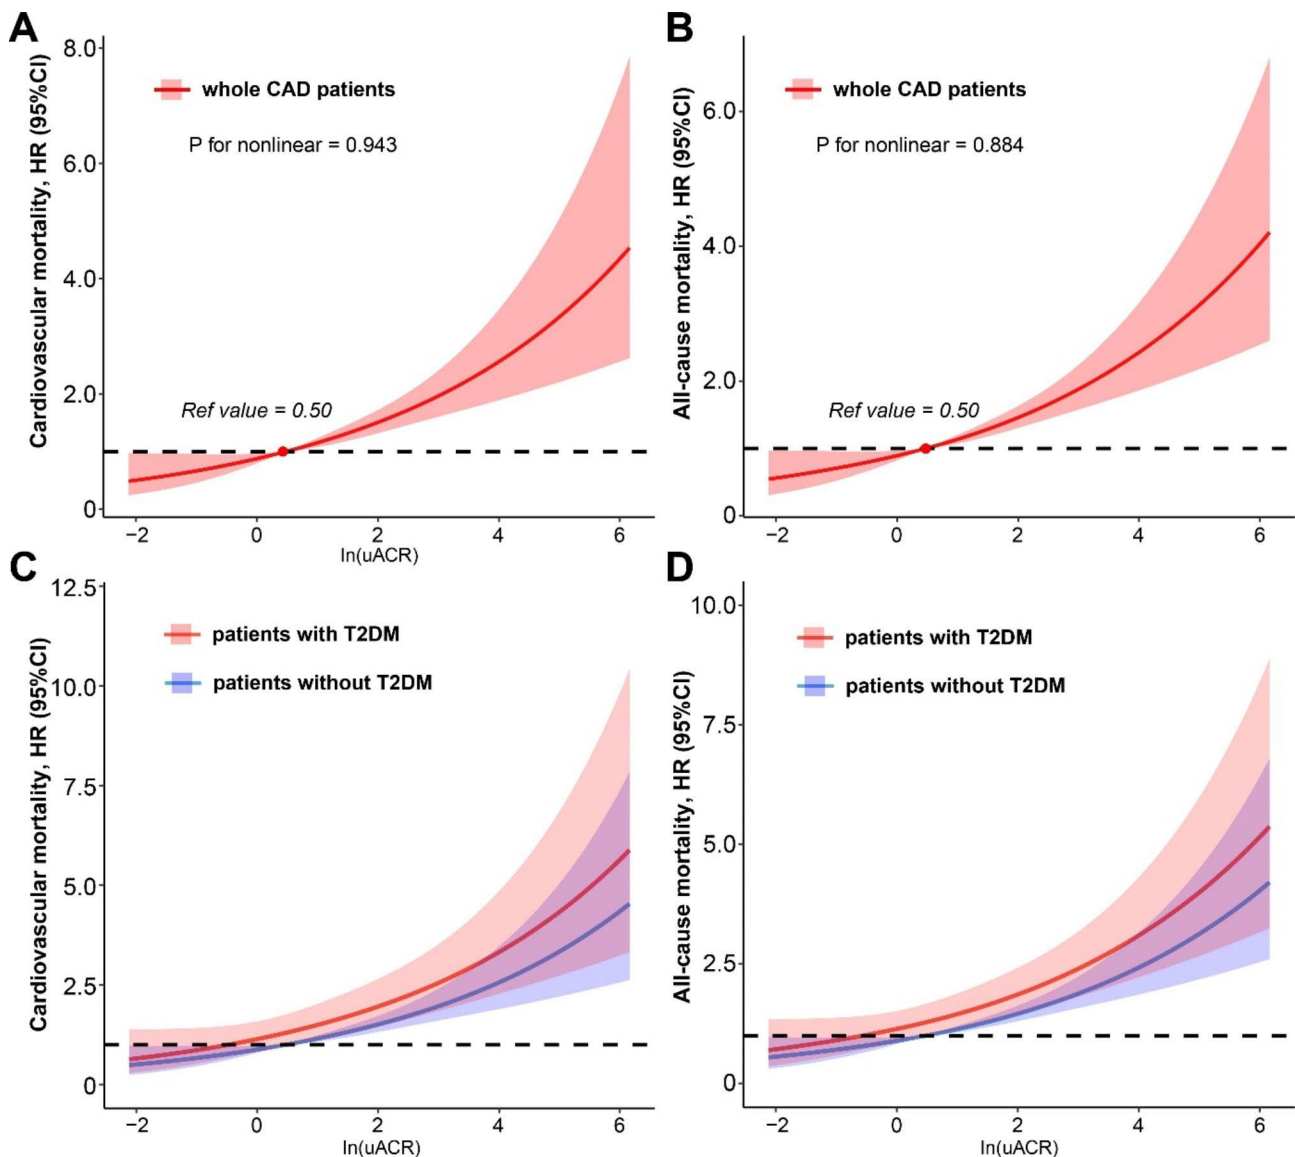 A
Cardiovascular mortality, HR (95%CI)
8.0
6.0
4.0
2.0
0
whole CAD patients
P for nonlinear = 0.943
Ref value = 0.50
−2
0
2
4
6
ln(uACR)
B
All-cause mortality, HR (95%CI)
6.0
4.0
2.0
0
whole CAD patients
P for nonlinear = 0.884
Ref value = 0.50
−2
0
2
4
6
C
Cardiovascular mortality, HR (95%CI)
12.5
10.0
7.5
5.0
2.5
0
patients with T2DM
patients without T2DM
−2
0
2
4
6
ln(uACR)
D
All-cause mortality, HR (95%CI)
10.0
7.5
5.0
2.5
0
patients with T2DM
patients without T2DM
−2
0
2
4
6
ln(uACR)